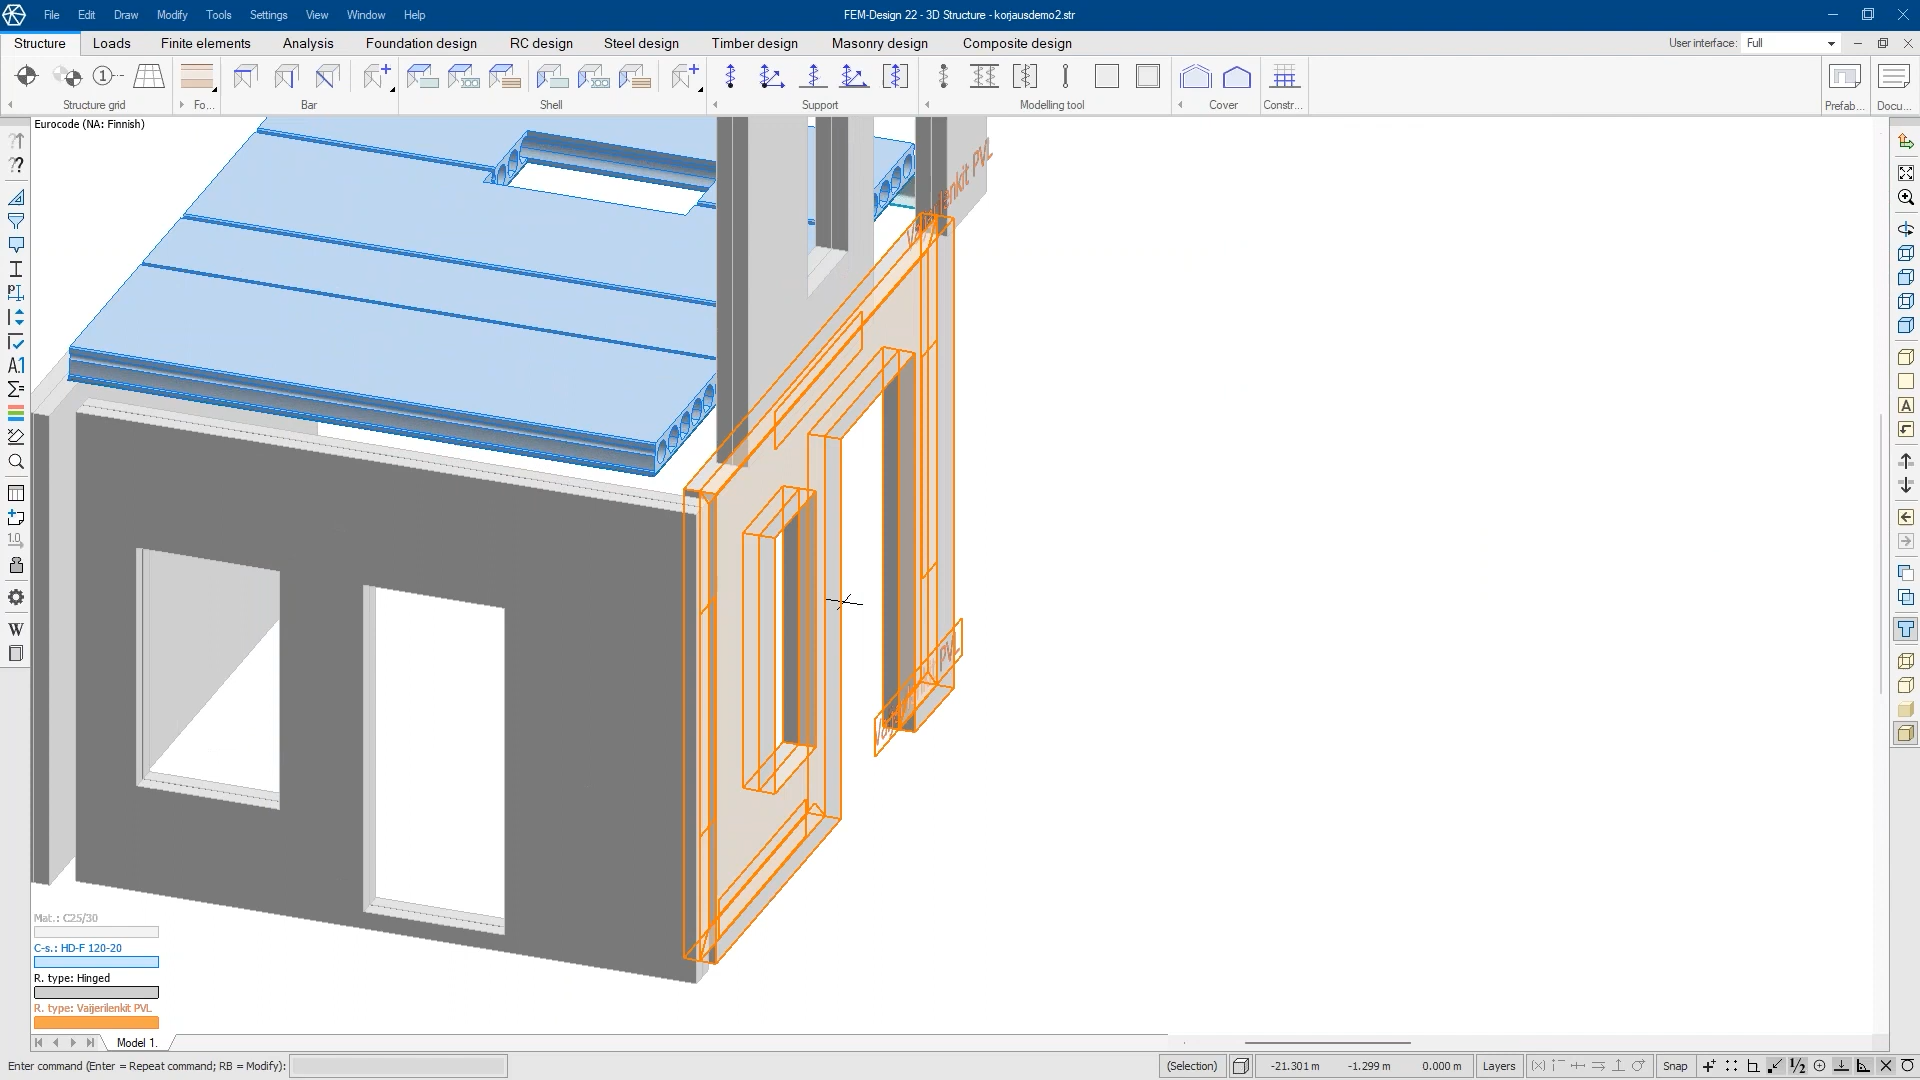 File Edit Draw Modify Tools Settings View Window Help
FEM-Design 22 - 3D Structure - korjausdemo2.str
Structure Loads Finite elements Analysis Foundation design RC design Steel design Timber design Masonry design Composite design
User interface: Full
Structure grid Fo... Bar Shell Support Modelling tool Cover Constr... Prefab... Docu...
Eurocode (NA: Finnish)
Mat.: C25/30
C-s.: HD-F 120-20
R. type: Hinged
R. type: Vaijerilenkit PVL
Model 1.
Enter command (Enter = Repeat command; RB = Modify):
(Selection) -21.301 m -1.299 m 0.000 m Layers Snap 1/2